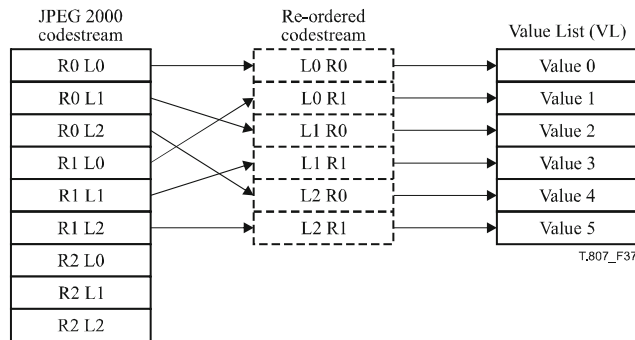 JPEG 2000
codestream
Re-ordered
codestream
Value List (VL)
R0 L0
L0 R0
Value 0
R0 L1
L0 R1
Value 1
R0 L2
L1 R0
Value 2
R1 L0
L1 R1
Value 3
R1 L1
L2 R0
Value 4
R1 L2
L2 R1
Value 5
R2 L0
T.807_F37
R2 L1
R2 L2